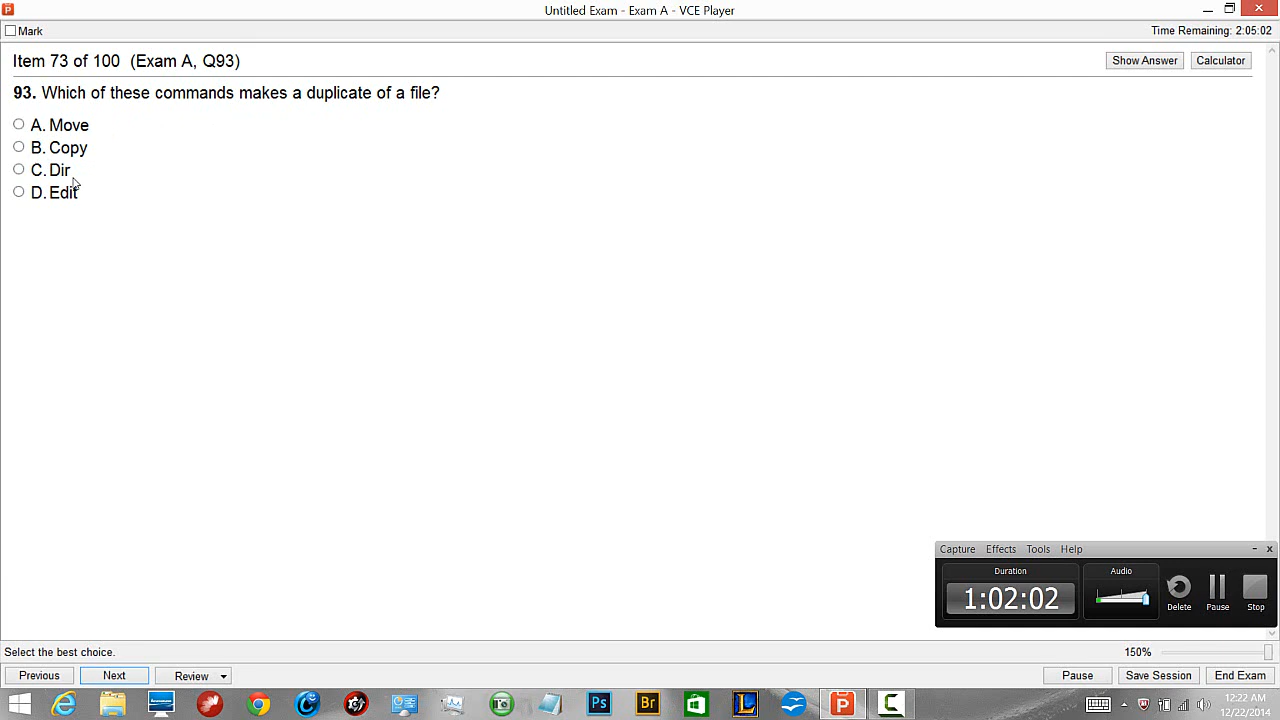 Untitled Exam - Exam A - VCE Player
Mark
Time Remaining: 2:05:02
Item 73 of 100 (Exam A, Q93)
Show Answer
Calculator
93. Which of these commands makes a duplicate of a file?
A. Move
B. Copy
C. Dir
D. Edit
Capture Effects Tools Help
Duration
Audio
1:02:02
Delete
Pause
Stop
Select the best choice.
150%
Previous
Next
Review
Pause
Save Session
End Exam
Ps
Br
12:22 AM
12/22/2014